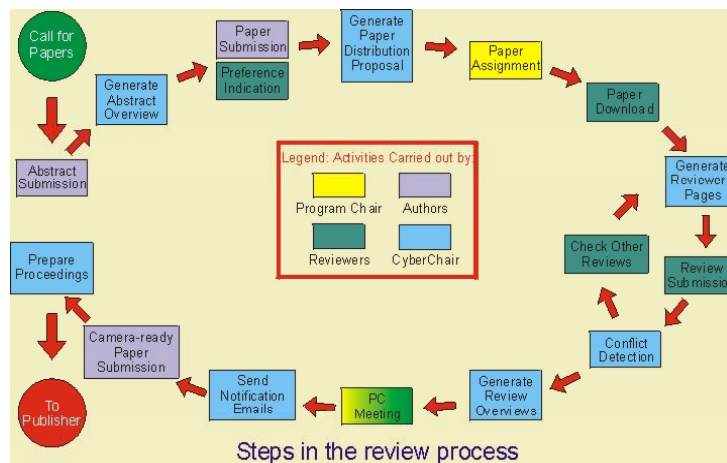 Call for
Papers
Abstract
Submission
Generate
Abstract
Overview
Paper
Submission
Preference
Indication
Generate
Paper
Distribution
Proposal
Paper
Assignment
Paper
Download
Generate
Reviewer
Pages
Review
Submission
Conflict
Detection
Check Other
Reviews
Generate
Review
Overviews
PC
Meeting
Send
Notification
Emails
Camera-ready
Paper
Submission
Prepare
Proceedings
To
Publisher
Legend: Activities Carried out by:
Program Chair
Authors
Reviewers
CyberChair
Steps in the review process